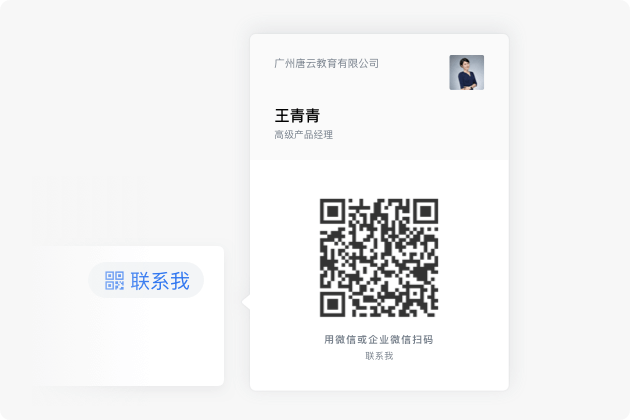 广州唐云教育有限公司
王青青
高级产品经理
联系我
用微信或企业微信扫码
联系我